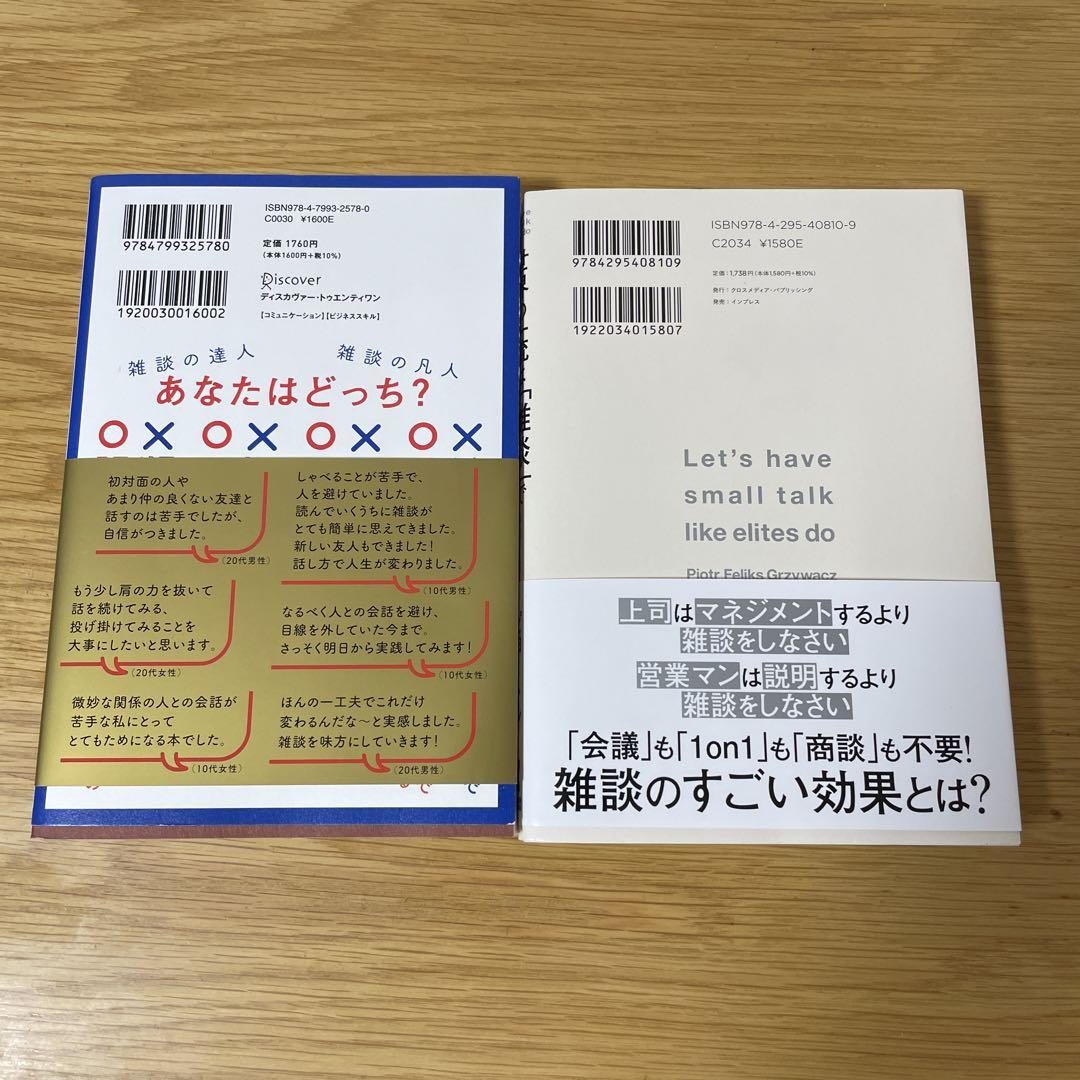 ISBN978-4-7993-2578-0
C0030 ¥1600E
9784799325780
定価 1760円
(本体1600円+税10%)
Discover
ディスカヴァー・トゥエンティワン
1920030016002
【コミュニケーション】【ビジネススキル】
雑談の達人
雑談の凡人
あなたはどっち?
○× ○× ○× ○×
初対面の人や
あまり仲の良くない友達と
話すのは苦手でしたが、
自信がつきました。
(20代男性)
しゃべることが苦手で、
人を避けていました。
読んでいくうちに雑談が
とても簡単に思えてきました。
新しい友人もできました!
話し方で人生が変わりました。
(10代男性)
もう少し肩の力を抜いて
話を続けてみる、
投げ掛けてみることを
大事にしたいと思います。
(20代女性)
なるべく人との会話を避け、
目線を外していた今まで。
さっそく明日から実践してみます!
(10代女性)
微妙な関係の人との会話が
苦手な私にとって
とてもためになる本でした。
(10代女性)
ほんの一工夫でこれだけ
変わるんだな〜と実感しました。
雑談を味方にしていきます!
(20代男性)
ISBN978-4-295-40810-9
C2034 ¥1580E
9784295408109
定価:1,738円(本体1,580円+税10%)
発行:クロスメディア・パブリッシング
発売:インプレス
1922034015807
Let's have
small talk
like elites do
Piotr Feliks Grzywacz
上司はマネジメントするより
雑談をしなさい
営業マンは説明するより
雑談をしなさい
「会議」も「1on1」も「商談」も不要!
雑談のすごい効果とは?